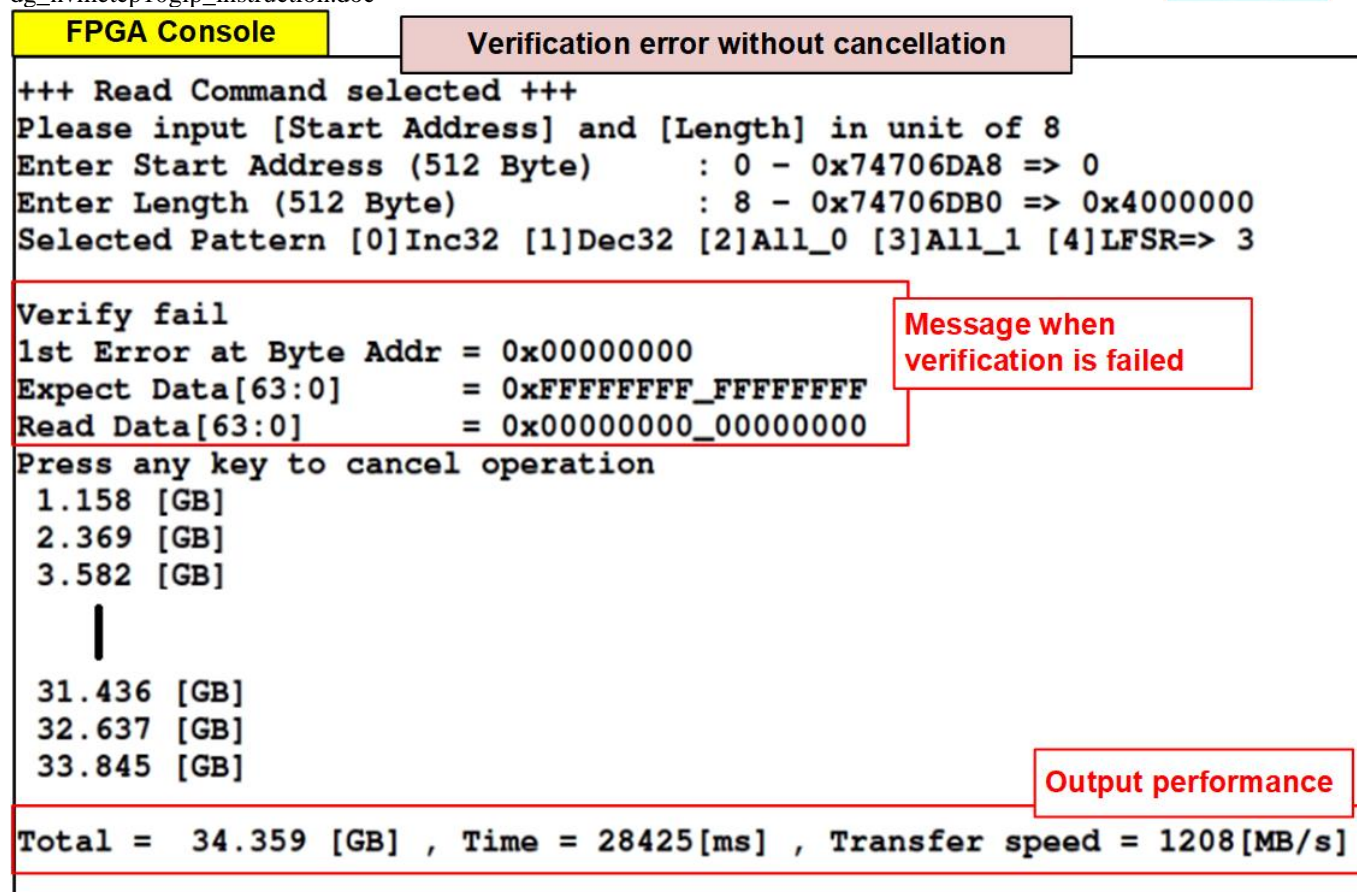 dg_nvmetcp10gip_instruction.doc
FPGA Console
Verification error without cancellation
+++ Read Command selected +++
Please input [Start Address] and [Length] in unit of 8
Enter Start Address (512 Byte) : 0 - 0x74706DA8 => 0
Enter Length (512 Byte) : 8 - 0x74706DB0 => 0x4000000
Selected Pattern [0]Inc32 [1]Dec32 [2]All_0 [3]All_1 [4]LFSR=> 3
Verify fail
1st Error at Byte Addr = 0x00000000
Expect Data[63:0] = 0xFFFFFFFF_FFFFFFFF
Read Data[63:0] = 0x00000000_00000000
Message when
verification is failed
Press any key to cancel operation
1.158 [GB]
2.369 [GB]
3.582 [GB]
31.436 [GB]
32.637 [GB]
33.845 [GB]
Output performance
Total = 34.359 [GB] , Time = 28425[ms] , Transfer speed = 1208[MB/s]